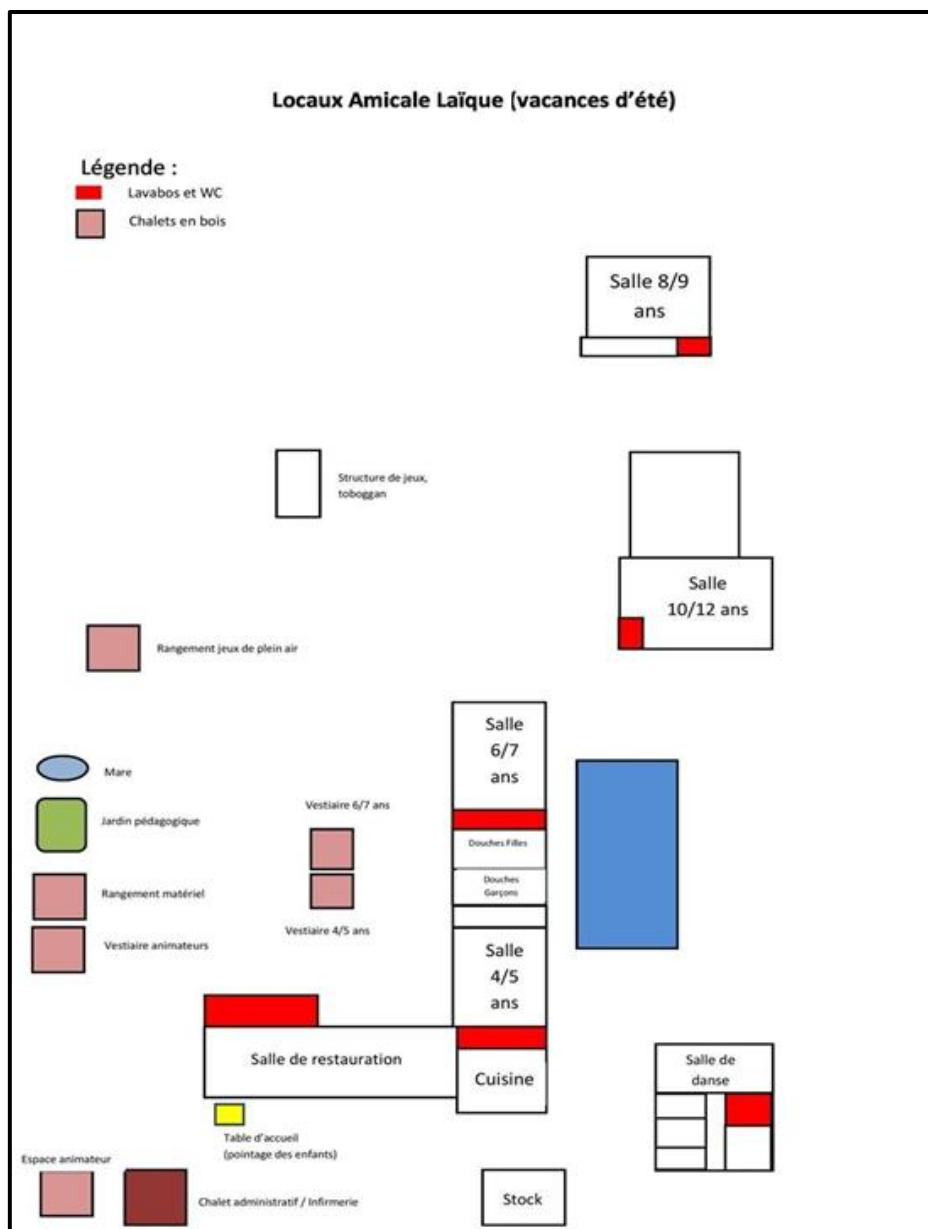 Locaux Amicale Laïque (vacances d'été)
Légende :
Lavabos et WC
Chalets en bois
Salle 8/9
ans
Structure de jeux,
toboggan
Salle
10/12 ans
Rangement jeux de plein air
Salle
6/7
ans
Mare
Vestiaire 6/7 ans
Jardin pédagogique
Douches Filles
Douches
Garçons
Rangement matériel
Vestiaire 4/5 ans
Vestiaire animateurs
Salle
4/5
ans
Salle de restauration
Cuisine
Salle de
danse
Table d'accueil
(pointage des enfants)
Espace animateur
Chalet administratif / Infirmerie
Stock